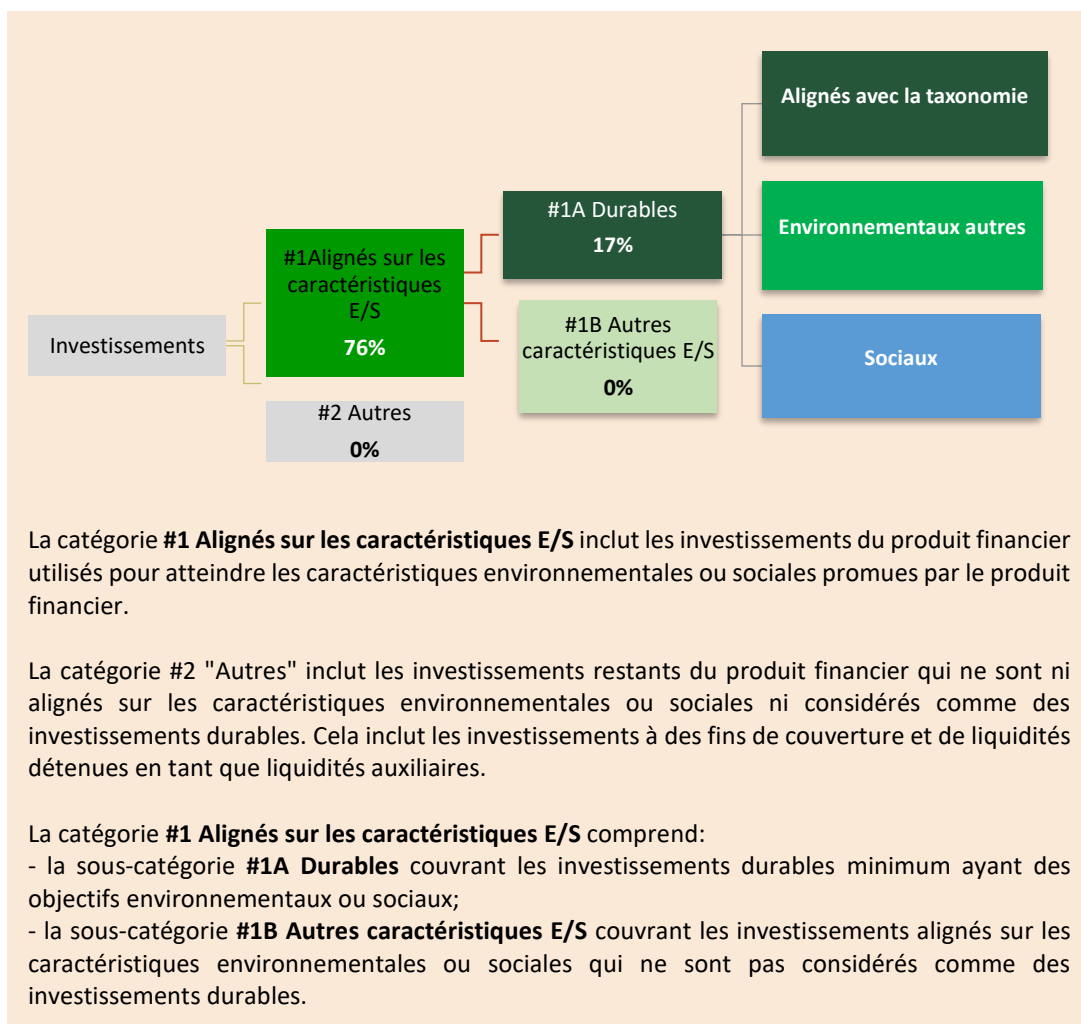 Investissements
#1Alignés sur les
caractéristiques
E/S
76%
#2 Autres
0%
#1A Durables
17%
#1B Autres
caractéristiques E/S
0%
Alignés avec la taxonomie
Environnementaux autres
Sociaux
La catégorie #1 Alignés sur les caractéristiques E/S inclut les investissements du produit financier
utilisés pour atteindre les caractéristiques environnementales ou sociales promues par le produit
financier.
La catégorie #2 "Autres" inclut les investissements restants du produit financier qui ne sont ni
alignés sur les caractéristiques environnementales ou sociales ni considérés comme des
investissements durables. Cela inclut les investissements à des fins de couverture et de liquidités
détenues en tant que liquidités auxiliaires.
La catégorie #1 Alignés sur les caractéristiques E/S comprend:
- la sous-catégorie #1A Durables couvrant les investissements durables minimum ayant des
objectifs environnementaux ou sociaux;
- la sous-catégorie #1B Autres caractéristiques E/S couvrant les investissements alignés sur les
caractéristiques environnementales ou sociales qui ne sont pas considérés comme des
investissements durables.